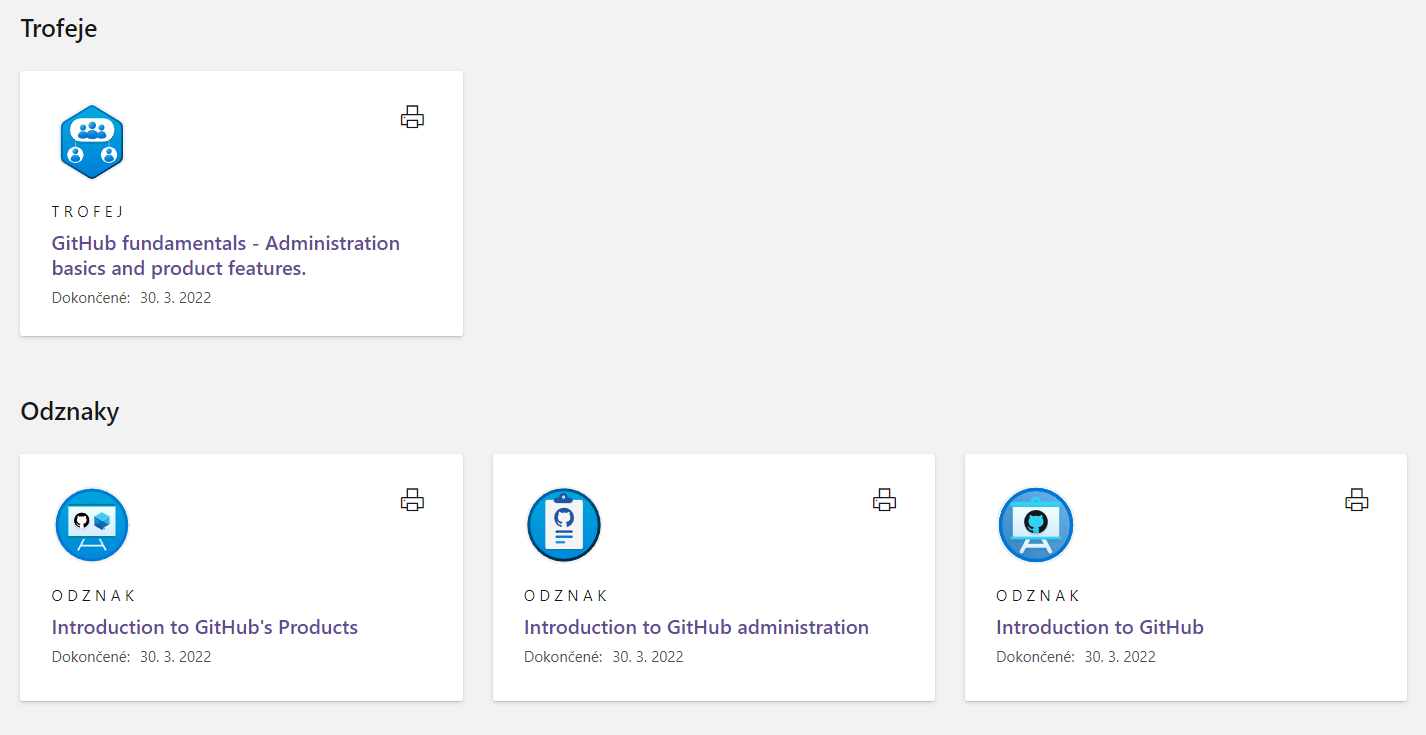 Trofeje
TROFEJ
GitHub fundamentals - Administration
basics and product features.
Dokončené: 30. 3. 2022
Odznaky
ODZNAK
Introduction to GitHub's Products
Dokončené: 30. 3. 2022
ODZNAK
Introduction to GitHub administration
Dokončené: 30. 3. 2022
ODZNAK
Introduction to GitHub
Dokončené: 30. 3. 2022